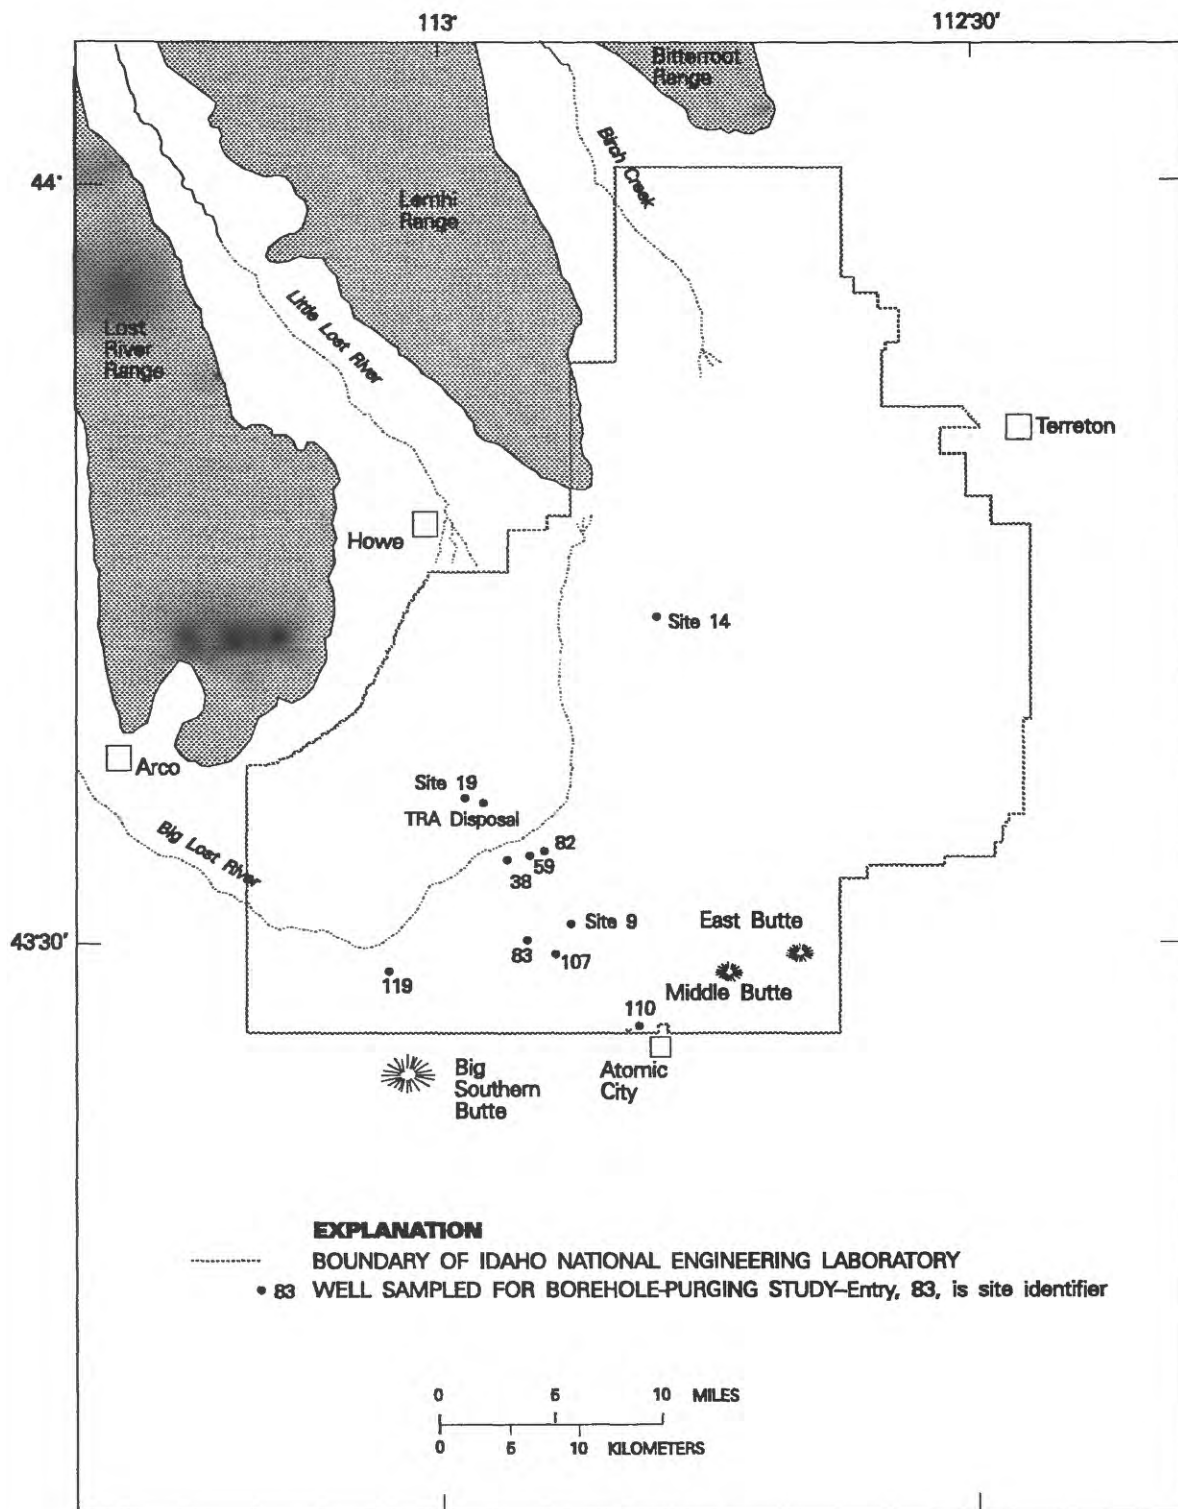 113°
112°30'
Bitterroot
Range
Birch Creek
44°
Lemhi
Range
Little Lost River
Lost
River
Range
Terreton
Howe
Site 14
Arco
Site 19
TRA Disposal
Big Lost River
82
59
38
Site 9
East Butte
43°30'
83
107
Middle Butte
119
110
Big
Southern
Butte
Atomic
City
EXPLANATION
BOUNDARY OF IDAHO NATIONAL ENGINEERING LABORATORY
83 WELL SAMPLED FOR BOREHOLE-PURGING STUDY–Entry, 83, is site identifier
0 5 10 MILES
0 5 10 KILOMETERS